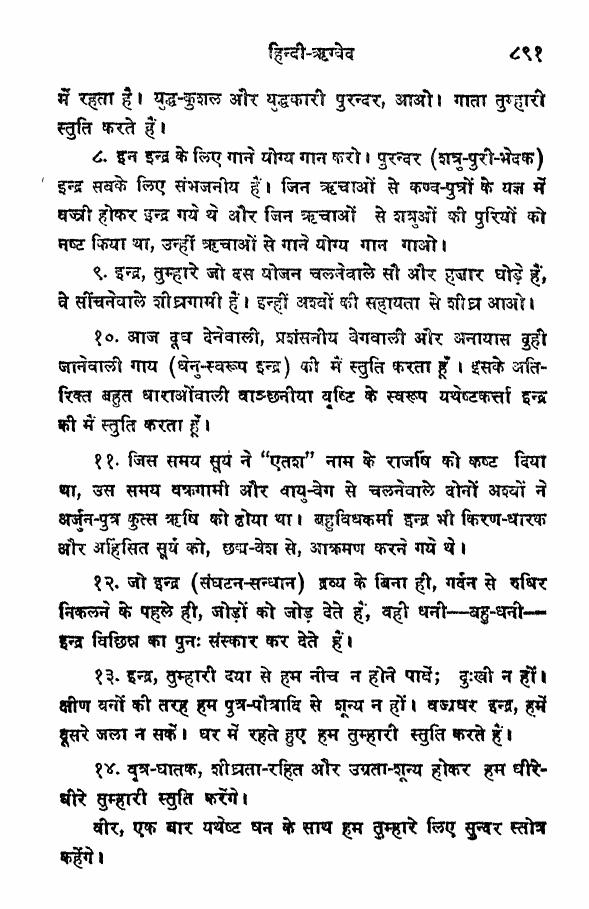 हिन्दी-ऋग्वेद ८९१
में रहता है। युद्ध-कुशल और युद्धकारी पुरन्दर, आओ। गाता तुम्हारी
स्तुति करते हैं।
८. इन इन्द्र के लिए गाने योग्य गान करो। पुरन्दर (शत्रु-पुरी-भेदक)
इन्द्र सबके लिए संभजनीय हैं। जिन ऋचाओं से कण्व-पुत्रों के यज्ञ में
वज्री होकर इन्द्र गये थे और जिन ऋचाओं से शत्रुओं की पुरियों को
नष्ट किया था, उन्हीं ऋचाओं से गाने योग्य गान गाओ।
९. इन्द्र, तुम्हारे जो दस योजन चलनेवाले सौ और हजार घोड़े हैं,
वे सींचनेवाले शीघ्रगामी हैं। इन्हीं अश्वों की सहायता से शीघ्र आओ।
१०. आज दूध देनेवाली, प्रशंसनीय वेगवाली और अनायास दुही
जानेवाली गाय (धेनु-स्वरूप इन्द्र) की मैं स्तुति करता हूँ। इसके अति-
रिक्त बहुत धाराओंवाली वाञ्छनीया वृष्टि के स्वरूप यथेष्टकर्त्ता इन्द्र
की मैं स्तुति करता हूँ।
११. जिस समय सूर्य ने “एतश” नाम के राजर्षि को कष्ट दिया
था, उस समय वक्रगामी और वायु-वेग से चलनेवाले दोनों अश्वों ने
अर्जुन-पुत्र कुत्स ऋषि को ढोया था। बहुविधकर्मा इन्द्र भी किरण-धारक
और अहिंसित सूर्य को, छद्म-वेश से, आक्रमण करने गये थे।
१२. जो इन्द्र (संघटन-सन्धान) द्रव्य के बिना ही, गर्दन से रुधिर
निकलने के पहले ही, जोड़ों को जोड़ देते हैं, वही धनी—बहु-धनी—
इन्द्र विछिन्न का पुनः संस्कार कर देते हैं।
१३. इन्द्र, तुम्हारी दया से हम नीच न होने पावें; दुःखी न हों।
क्षीण वनों की तरह हम पुत्र-पौत्रादि से शून्य न हों। वज्रधर इन्द्र, हमें
दूसरे जला न सकें। घर में रहते हुए हम तुम्हारी स्तुति करते हैं।
१४. वृत्र-घातक, शीघ्रता-रहित और उग्रता-शून्य होकर हम धीरे-
धीरे तुम्हारी स्तुति करेंगे।
वीर, एक बार यथेष्ट धन के साथ हम तुम्हारे लिए सुन्दर स्तोत्र
कहेंगे।